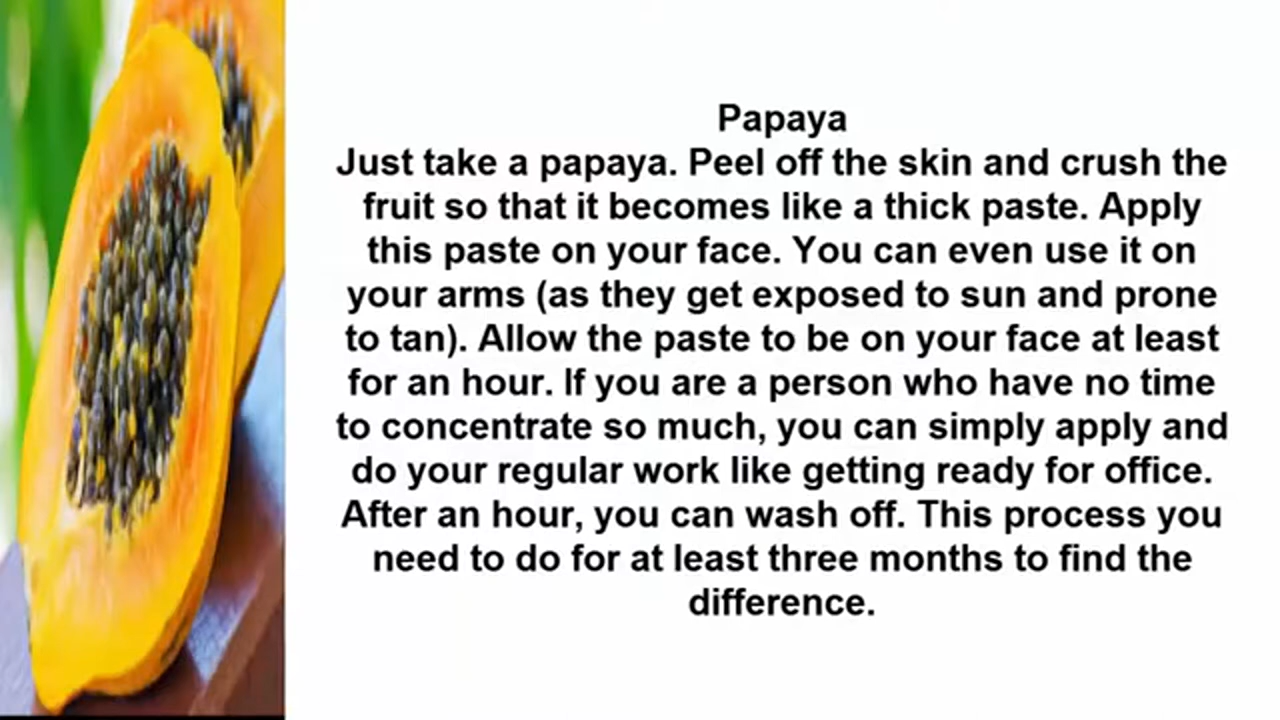 Papaya
Just take a papaya. Peel off the skin and crush the
fruit so that it becomes like a thick paste. Apply
this paste on your face. You can even use it on
your arms (as they get exposed to sun and prone
to tan). Allow the paste to be on your face at least
for an hour. If you are a person who have no time
to concentrate so much, you can simply apply and
do your regular work like getting ready for office.
After an hour, you can wash off. This process you
need to do for at least three months to find the
difference.